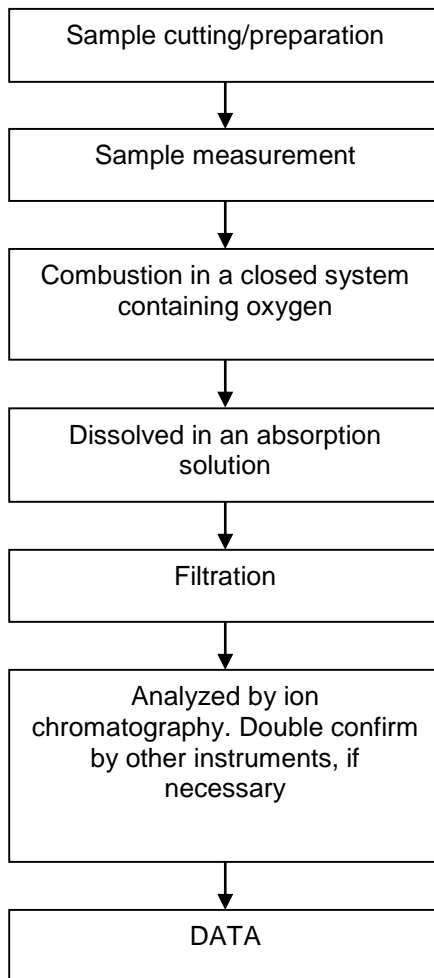 Sample cutting/preparation
Sample measurement
Combustion in a closed system
containing oxygen
Dissolved in an absorption
solution
Filtration
Analyzed by ion
chromatography. Double confirm
by other instruments, if
necessary
DATA